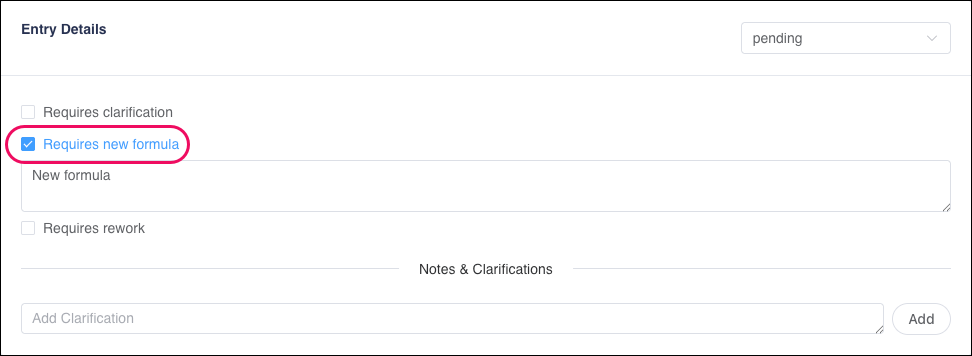 Entry Details
pending
Requires clarification
Requires new formula
New formula
Requires rework
Notes & Clarifications
Add Clarification
Add